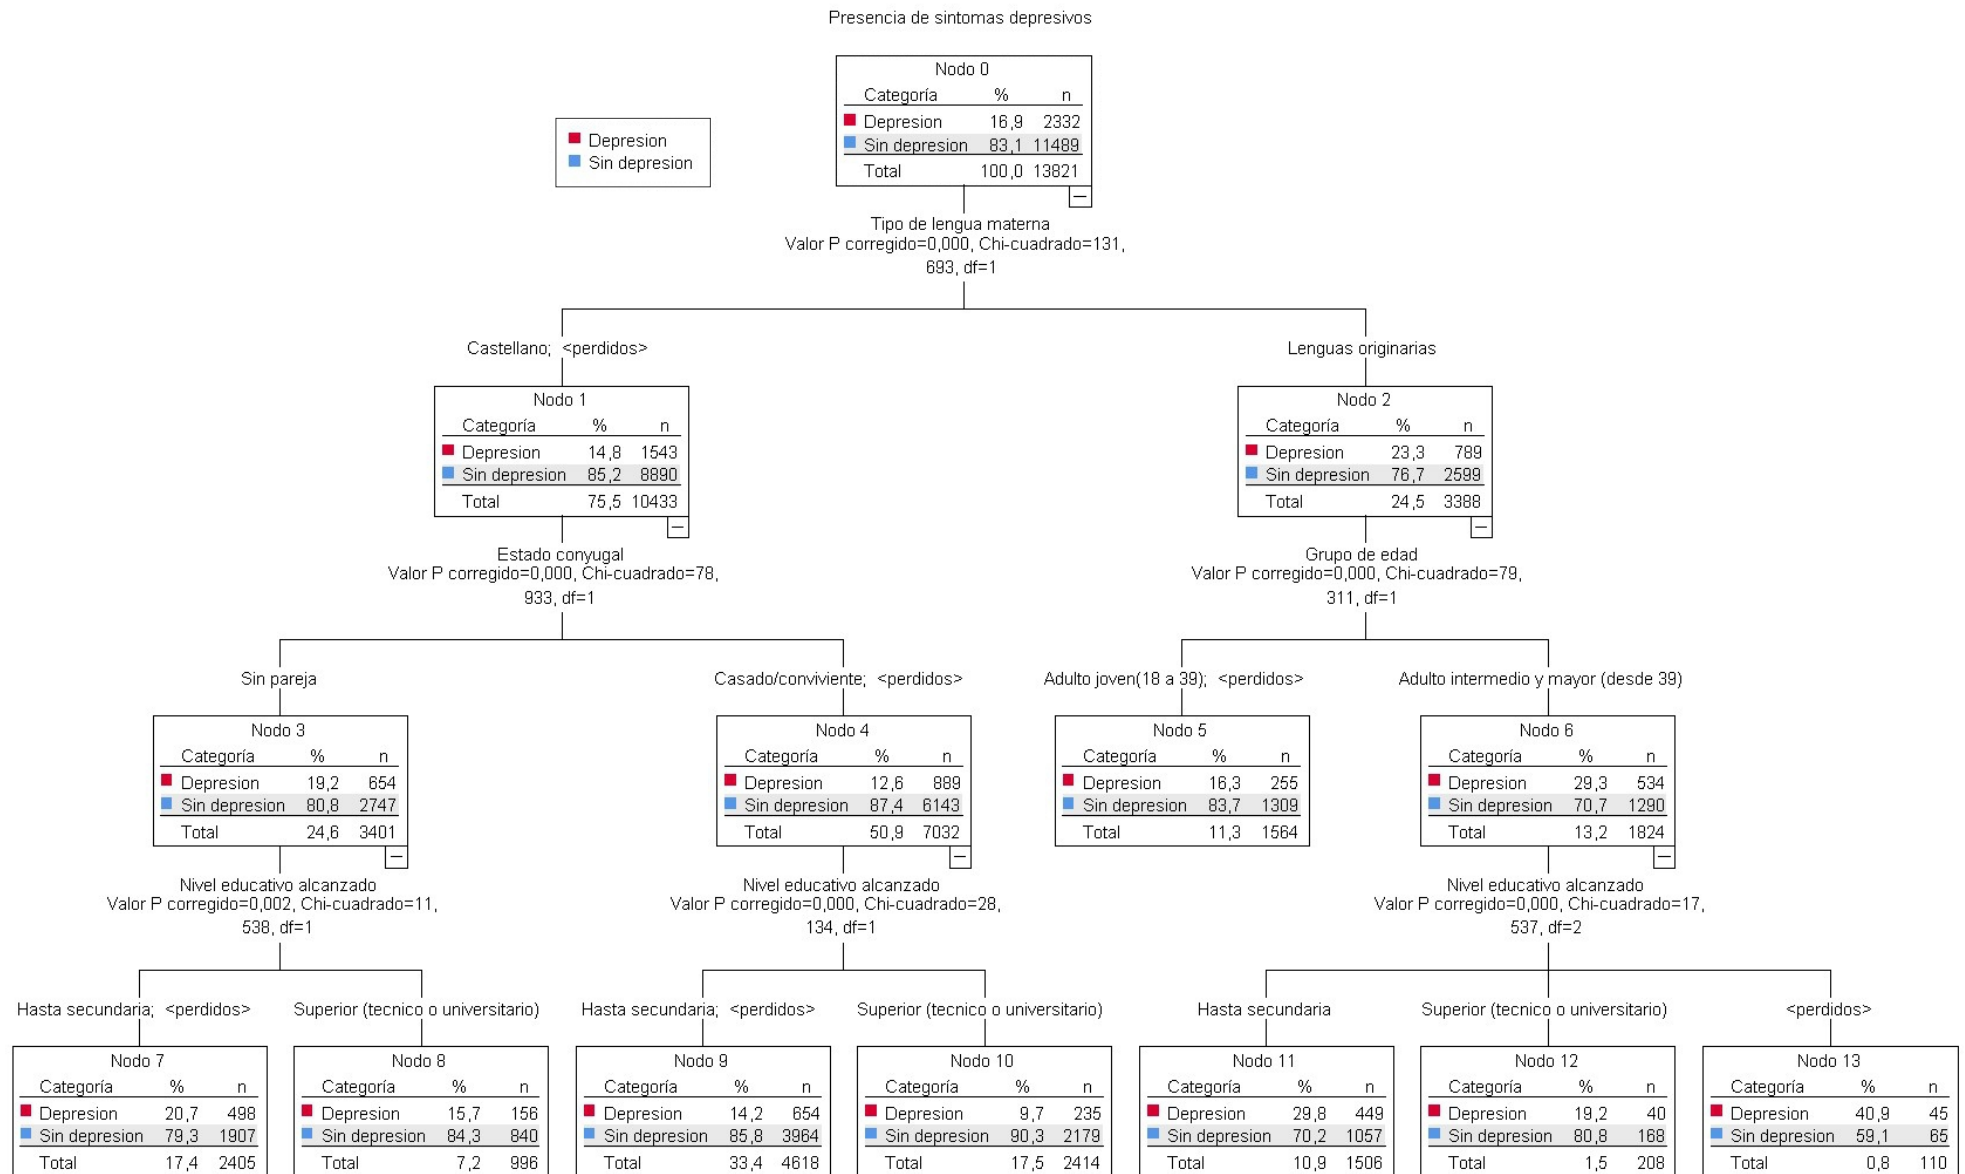 Presencia de sintomas depresivos
Nodo 0
Categoría % n
Depresion 16,9 2332
Sin depresion 83,1 11489
Total 100,0 13821
Depresion
Sin depresion
Tipo de lengua materna
Valor P corregido=0,000, Chi-cuadrado=131,
693, df=1
Castellano; <perdidos>
Lenguas originarias
Nodo 1
Categoría % n
Depresion 14,8 1543
Sin depresion 85,2 8890
Total 75,5 10433
Nodo 2
Categoría % n
Depresion 23,3 789
Sin depresion 76,7 2599
Total 24,5 3388
Estado conyugal
Valor P corregido=0,000, Chi-cuadrado=78,
933, df=1
Grupo de edad
Valor P corregido=0,000, Chi-cuadrado=79,
311, df=1
Sin pareja
Casado/conviviente; <perdidos>
Adulto joven(18 a 39); <perdidos>
Adulto intermedio y mayor (desde 39)
Nodo 3
Categoría % n
Depresion 19,2 654
Sin depresion 80,8 2747
Total 24,6 3401
Nodo 4
Categoría % n
Depresion 12,6 889
Sin depresion 87,4 6143
Total 50,9 7032
Nodo 5
Categoría % n
Depresion 16,3 255
Sin depresion 83,7 1309
Total 11,3 1564
Nodo 6
Categoría % n
Depresion 29,3 534
Sin depresion 70,7 1290
Total 13,2 1824
Nivel educativo alcanzado
Valor P corregido=0,002, Chi-cuadrado=11,
538, df=1
Nivel educativo alcanzado
Valor P corregido=0,000, Chi-cuadrado=28,
134, df=1
Nivel educativo alcanzado
Valor P corregido=0,000, Chi-cuadrado=17,
537, df=2
Hasta secundaria; <perdidos>
Superior (tecnico o universitario)
Hasta secundaria; <perdidos>
Superior (tecnico o universitario)
Hasta secundaria
Superior (tecnico o universitario)
<perdidos>
Nodo 7
Categoría % n
Depresion 20,7 498
Sin depresion 79,3 1907
Total 17,4 2405
Nodo 8
Categoría % n
Depresion 15,7 156
Sin depresion 84,3 840
Total 7,2 996
Nodo 9
Categoría % n
Depresion 14,2 654
Sin depresion 85,8 3964
Total 33,4 4618
Nodo 10
Categoría % n
Depresion 9,7 235
Sin depresion 90,3 2179
Total 17,5 2414
Nodo 11
Categoría % n
Depresion 29,8 449
Sin depresion 70,2 1057
Total 10,9 1506
Nodo 12
Categoría % n
Depresion 19,2 40
Sin depresion 80,8 168
Total 1,5 208
Nodo 13
Categoría % n
Depresion 40,9 45
Sin depresion 59,1 65
Total 0,8 110